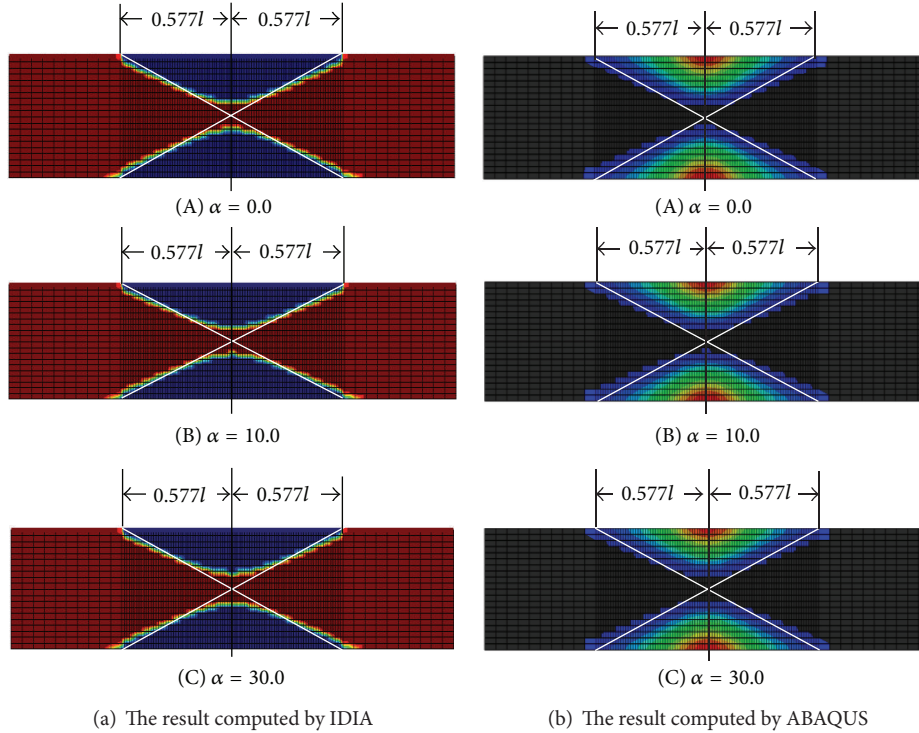 0.577l 0.577l
(A) α = 0.0
0.577l 0.577l
(B) α = 10.0
0.577l 0.577l
(C) α = 30.0
(a) The result computed by IDIA
0.577l 0.577l
(A) α = 0.0
0.577l 0.577l
(B) α = 10.0
0.577l 0.577l
(C) α = 30.0
(b) The result computed by ABAQUS